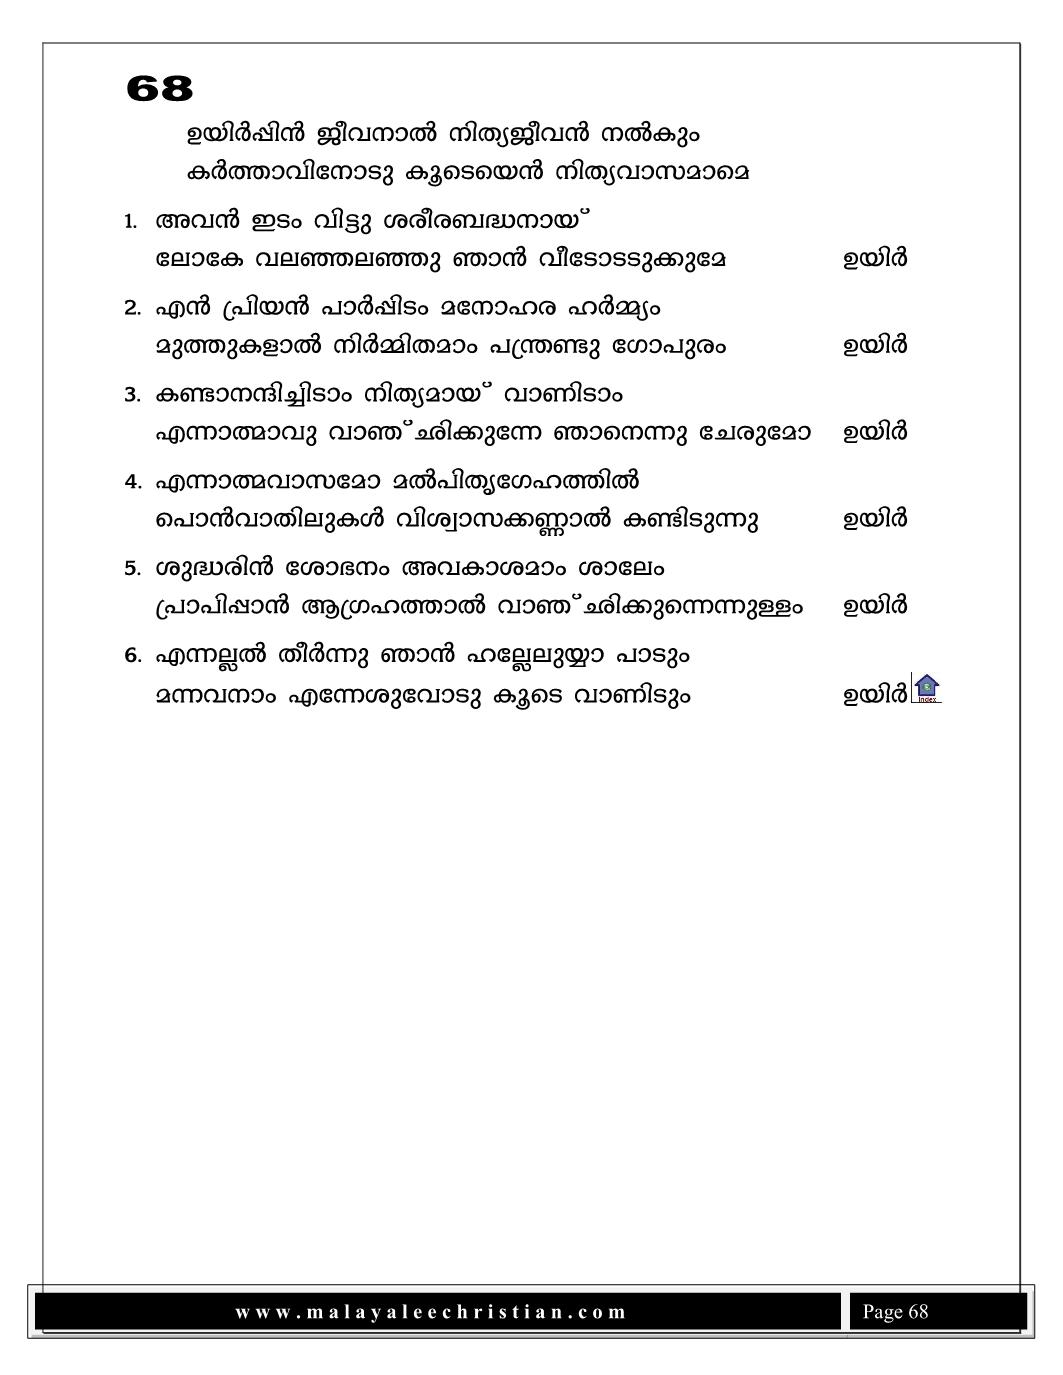 68
ഉയിർപ്പിൻ ജീവനാൽ നിത്യജീവൻ നൽകും
കർത്താവിനോടു കൂടെയെൻ നിത്യവാസമാമെ
1. അവൻ ഇടം വിട്ടു ശരീരബദ്ധനായ്
ലോകേ വലഞ്ഞലഞ്ഞു ഞാൻ വീടോടടുക്കുമേ ഉയിർ
2. എൻ പ്രിയൻ പാർപ്പിടം മനോഹര ഹർമ്മ്യം
മുത്തുകളാൽ നിർമ്മിതമാം പന്ത്രണ്ടു ഗോപുരം ഉയിർ
3. കണ്ടാനന്ദിച്ചിടാം നിത്യമായ് വാണിടാം
എന്നാത്മാവു വാഞ്ഛിക്കുന്നേ ഞാനെന്നു ചേരുമോ ഉയിർ
4. എന്നാത്മവാസമോ മൽപിതൃഗേഹത്തിൽ
പൊൻവാതിലുകൾ വിശ്വാസക്കണ്ണാൽ കണ്ടിടുന്നു ഉയിർ
5. ശുദ്ധരിൻ ശോഭനം അവകാശമാം ശാലേം
പ്രാപിപ്പാൻ ആഗ്രഹത്താൽ വാഞ്ഛിക്കുന്നെന്നുള്ളം ഉയിർ
6. എന്നല്ലൽ തീർന്നു ഞാൻ ഹല്ലേലുയ്യാ പാടും
മന്നവനാം എന്നേശുവോടു കൂടെ വാണിടും ഉയിർ
Index
www.malayaleechristian.com Page 68